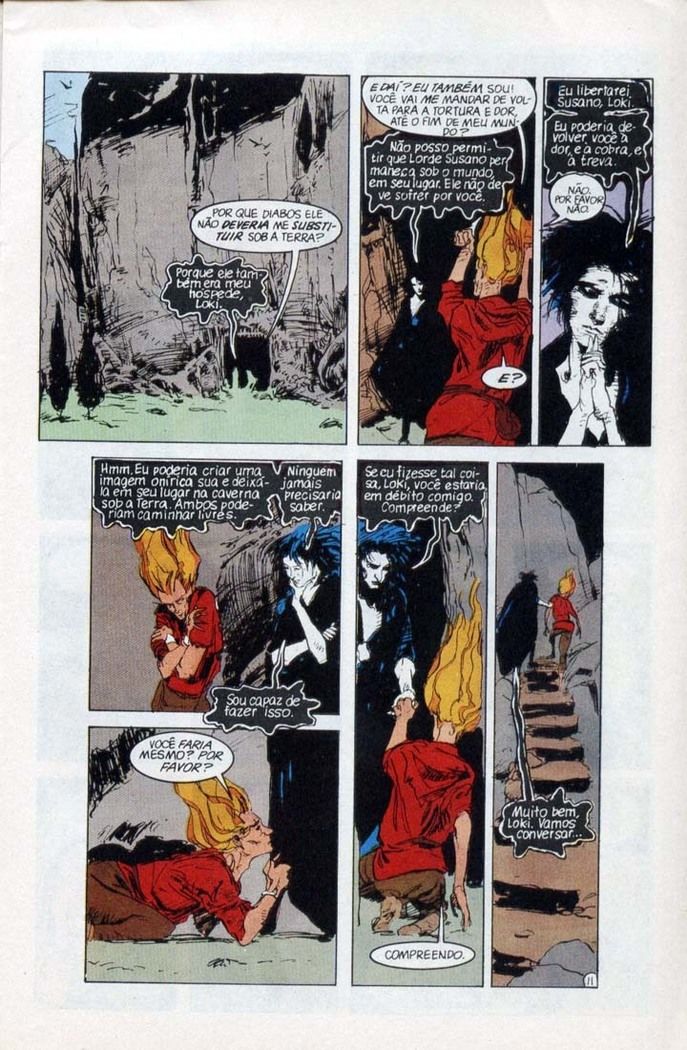 POR QUE DIABOS ELE
NÃO DEVERIA ME SUBSTI-
TUIR SOB A TERRA?
Porque ele tam-
bém era meu
hospede,
Loki.
E DAÍ? EU TAMBÉM SOU!
VOCÊ VAI ME MANDAR DE VOL-
TA PARA A TORTURA E DOR,
ATÉ O FIM DE MEU MUN-
DO?
Não posso permi-
tir que Lorde Susano per
maneça sob o mundo,
em seu lugar. Ele não de
ve sofrer por você.
E?
Eu libertarei
Susano, Loki.
Eu poderia de-
volver você à
dor, e à cobra, e
à treva.
NÃO.
POR FAVOR
NÃO.
Hmm. Eu poderia criar uma
imagem onírica sua e deixá-
la em seu lugar na caverna
sob a Terra. Ambos pode-
riam caminhar livres.
Ninguém
jamais
precisaria
saber.
Sou capaz de
fazer isso.
VOCÊ FARIA
MESMO? POR
FAVOR?
Se eu fizesse tal coi-
sa, Loki, você estaria
em débito comigo.
Compreende?
COMPREENDO.
Muito bem,
Loki. Vamos
conversar...
11